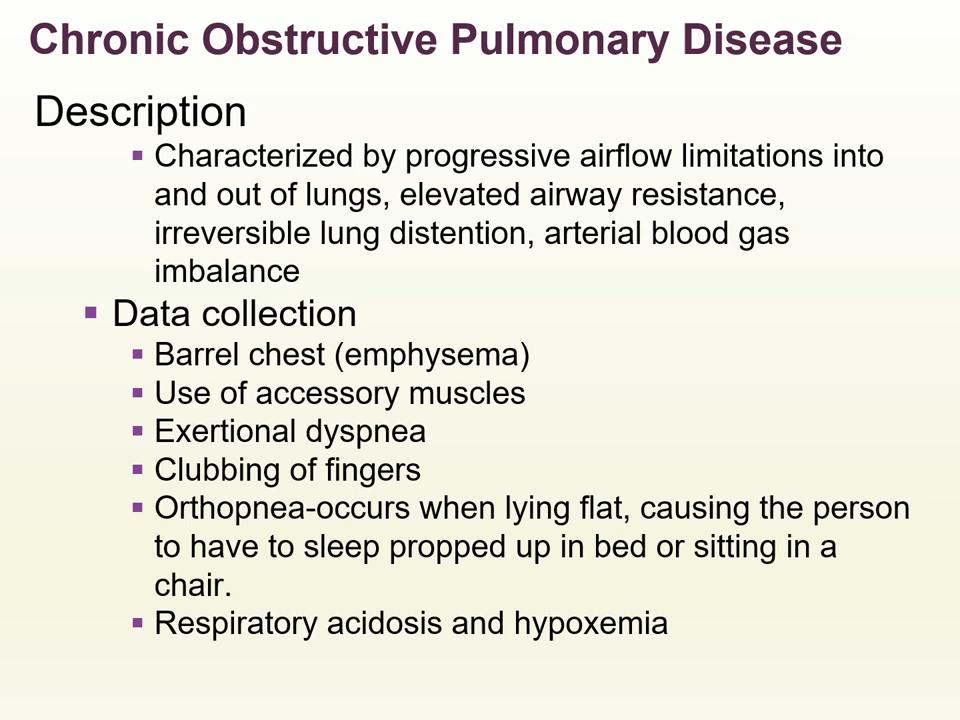 Chronic Obstructive Pulmonary Disease
Description
▪ Characterized by progressive airflow limitations into
and out of lungs, elevated airway resistance,
irreversible lung distention, arterial blood gas
imbalance
▪ Data collection
▪ Barrel chest (emphysema)
▪ Use of accessory muscles
▪ Exertional dyspnea
▪ Clubbing of fingers
▪ Orthopnea-occurs when lying flat, causing the person
to have to sleep propped up in bed or sitting in a
chair.
▪ Respiratory acidosis and hypoxemia